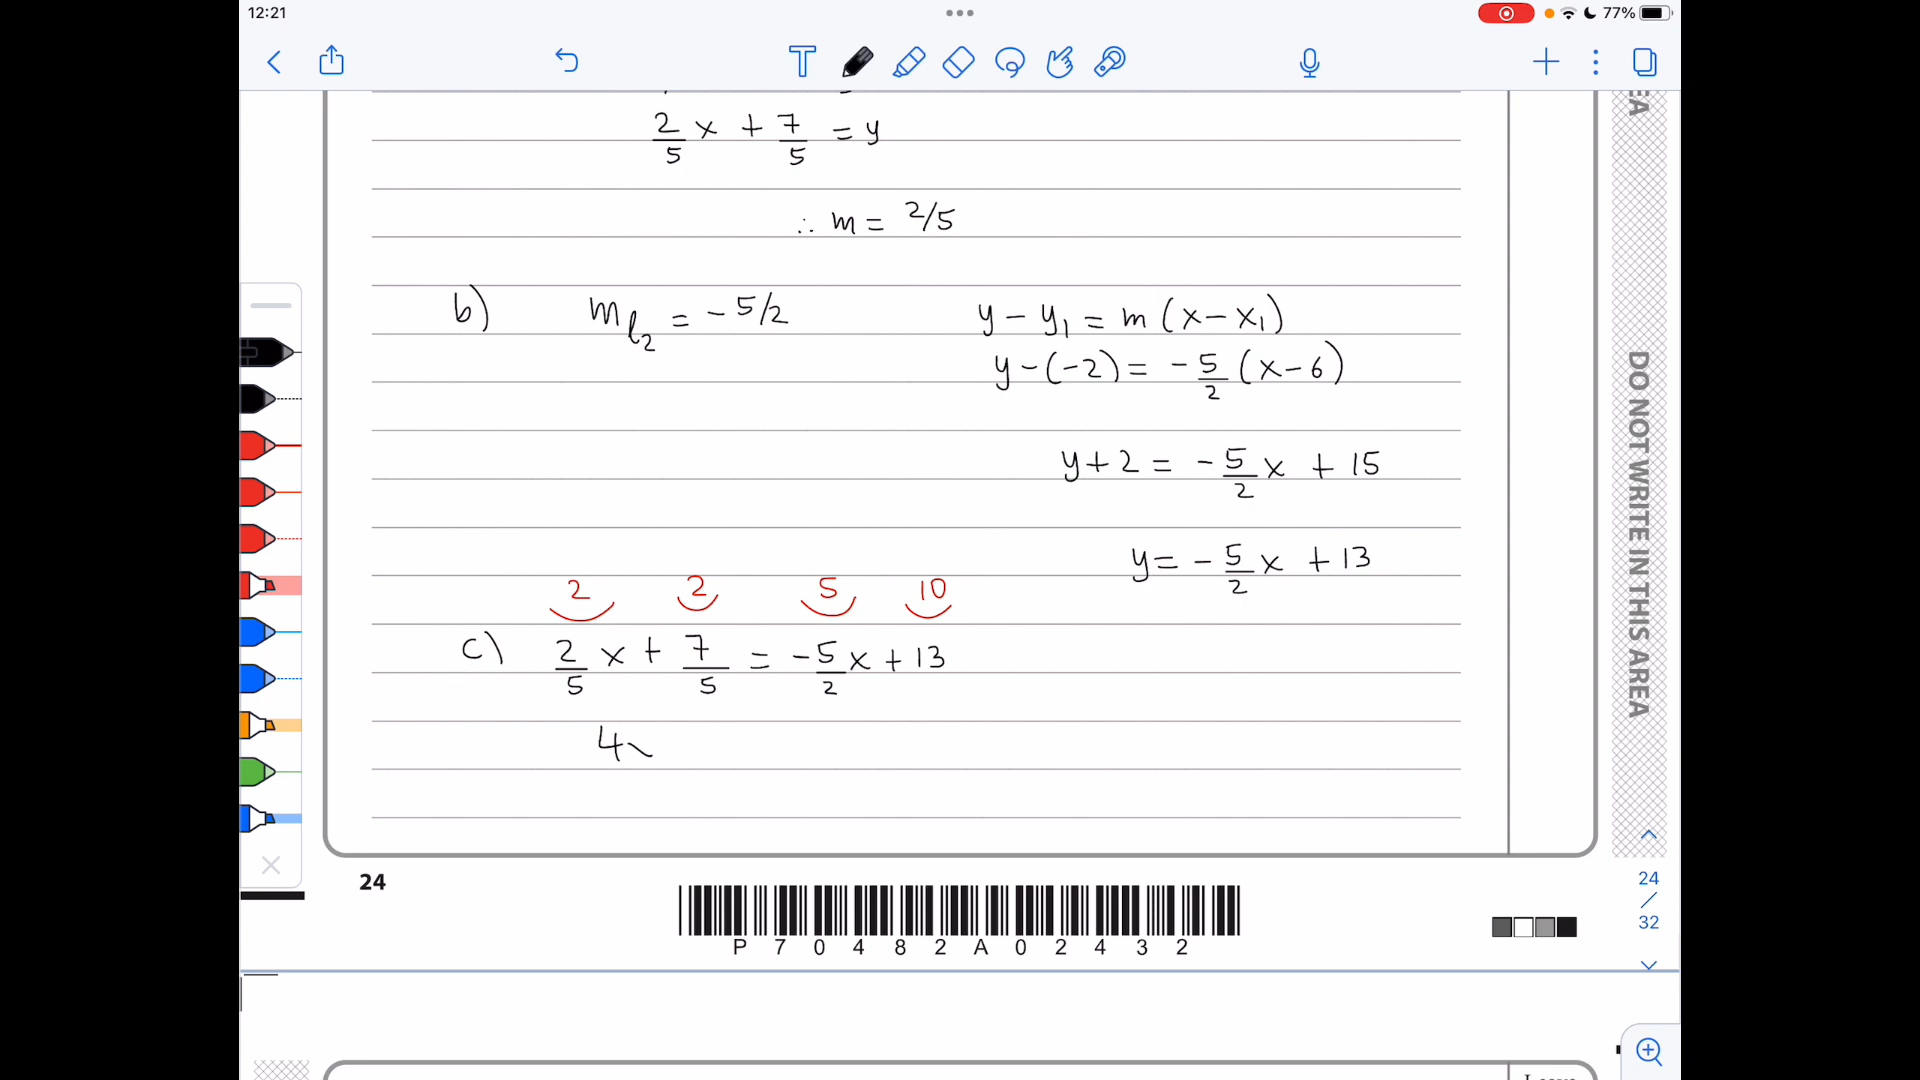 12:21
77%
T
2/5 x + 7/5 = y
∴ m = 2/5
b) m_l₂ = -5/2
y - y₁ = m (x - x₁)
y - (-2) = -5/2 (x - 6)
y + 2 = -5/2 x + 15
y = -5/2 x + 13
2 2 5 10
c) 2/5 x + 7/5 = -5/2 x + 13
4
DO NOT WRITE IN THIS AREA
EA
24
P 7 0 4 8 2 A 0 2 4 3 2
24
/
32